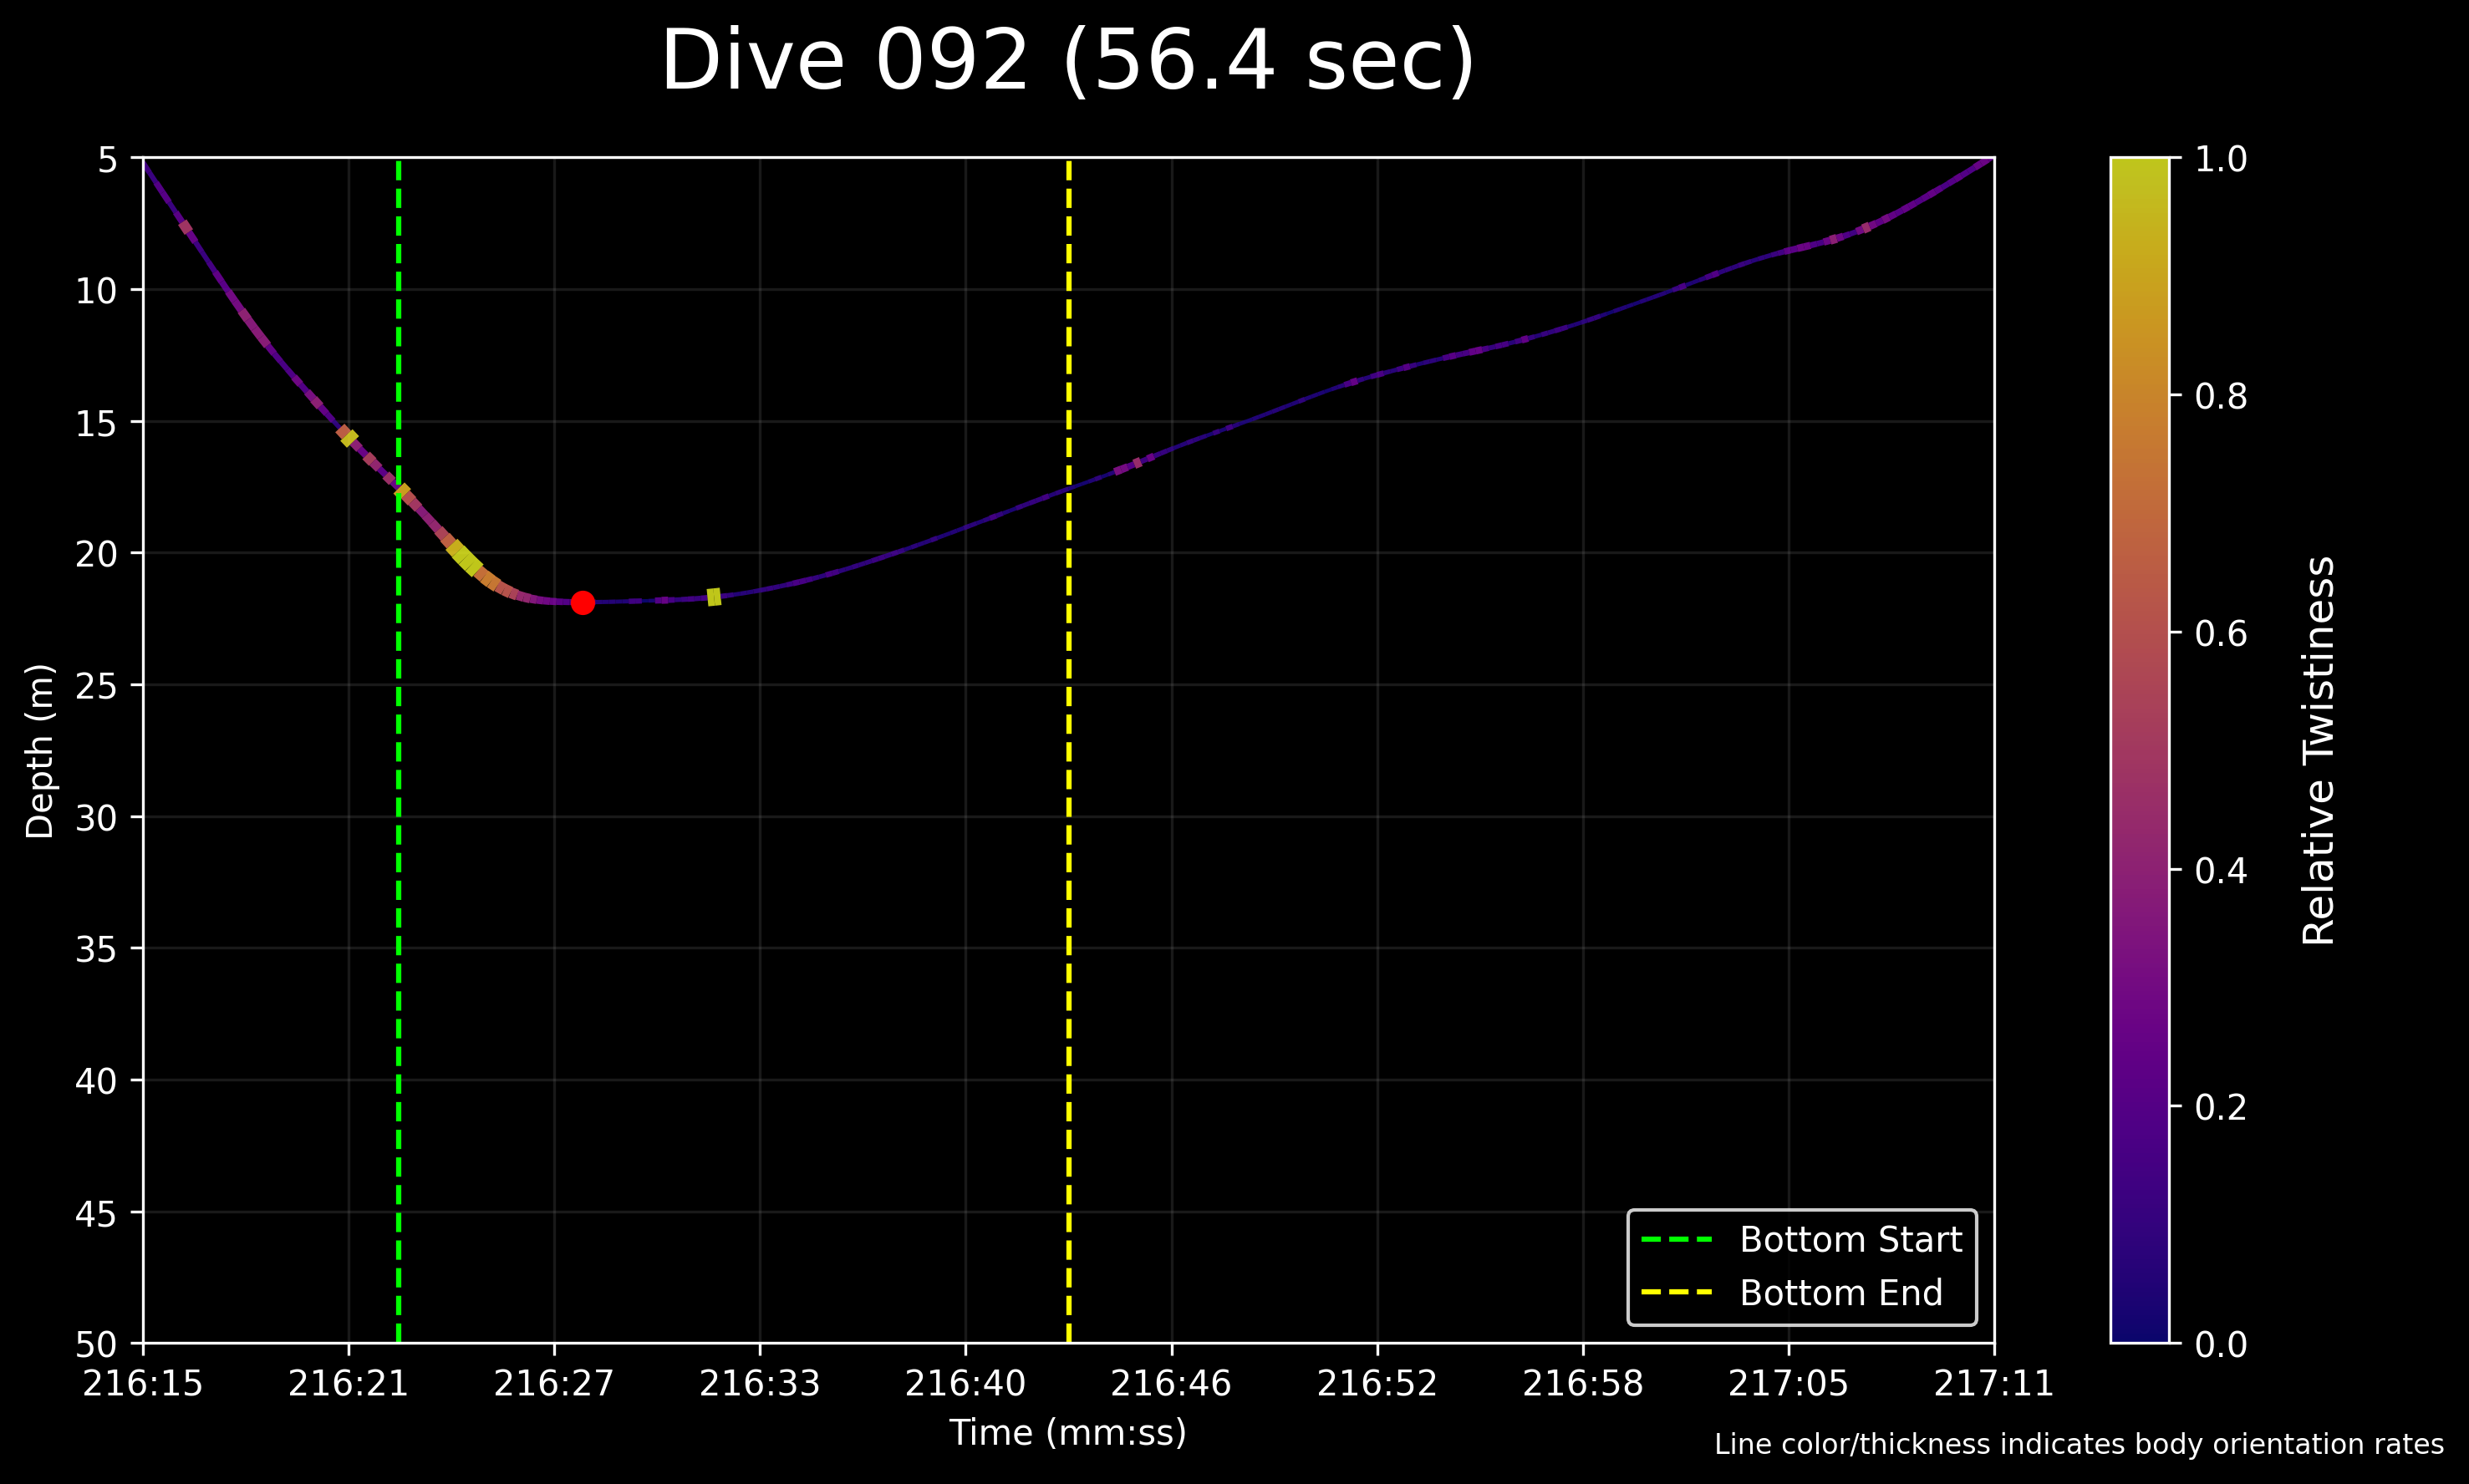 Dive 092 (56.4 sec)
5
10
15
20
25
30
35
40
45
50
Depth (m)
216:15 216:21 216:27 216:33 216:40 216:46 216:52 216:58 217:05 217:11
Time (mm:ss)
Bottom Start
Bottom End
1.0
0.8
0.6
0.4
0.2
0.0
Relative Twistiness
Line color/thickness indicates body orientation rates